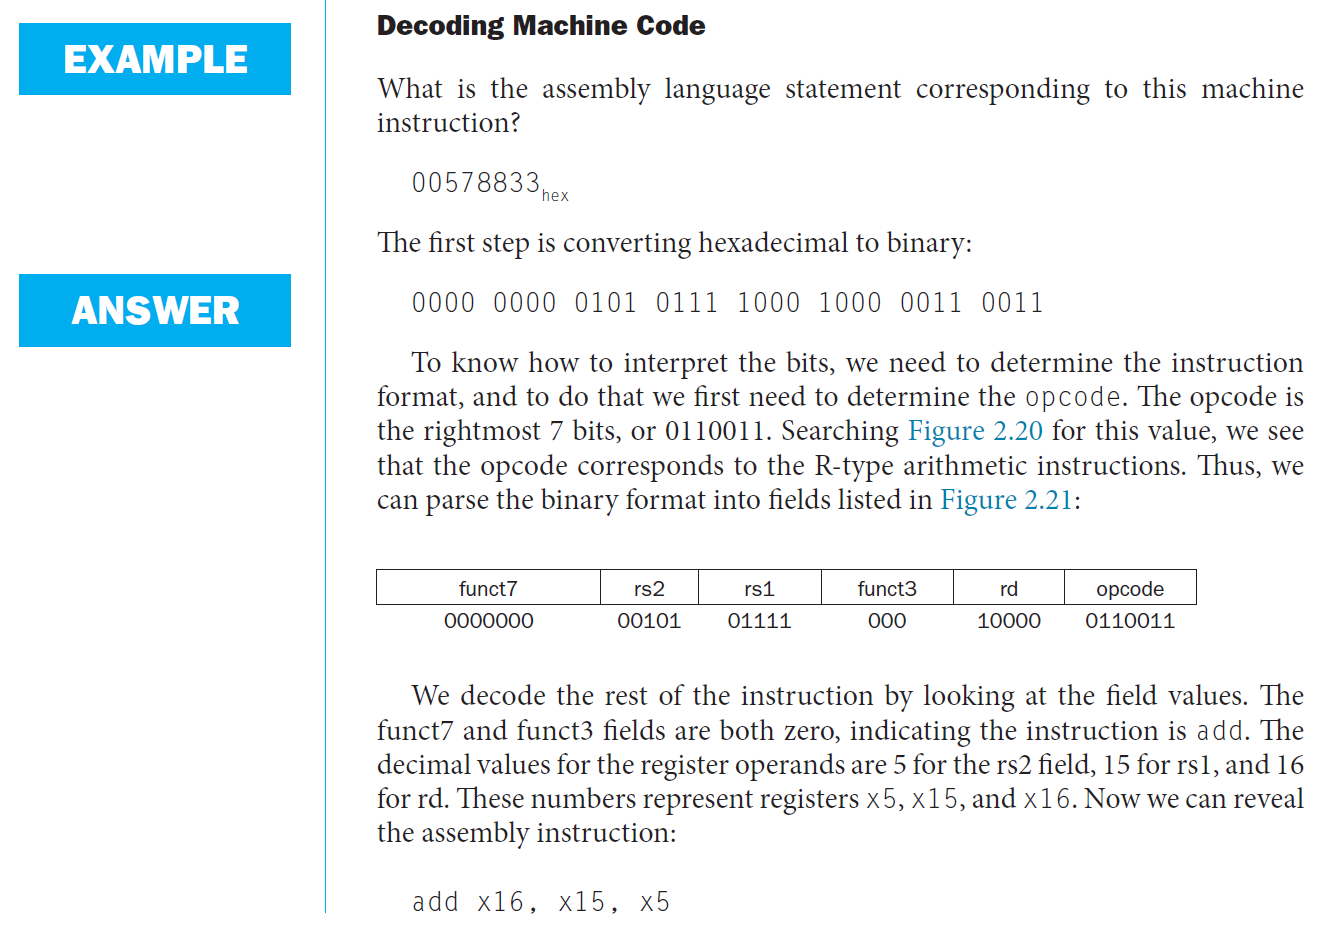 EXAMPLE
Decoding Machine Code
What is the assembly language statement corresponding to this machine
instruction?
00578833hex
The first step is converting hexadecimal to binary:
ANSWER
0000 0000 0101 0111 1000 1000 0011 0011
To know how to interpret the bits, we need to determine the instruction
format, and to do that we first need to determine the opcode. The opcode is
the rightmost 7 bits, or 0110011. Searching Figure 2.20 for this value, we see
that the opcode corresponds to the R-type arithmetic instructions. Thus, we
can parse the binary format into fields listed in Figure 2.21:
funct7 rs2 rs1 funct3 rd opcode
0000000 00101 01111 000 10000 0110011
We decode the rest of the instruction by looking at the field values. The
funct7 and funct3 fields are both zero, indicating the instruction is add. The
decimal values for the register operands are 5 for the rs2 field, 15 for rs1, and 16
for rd. These numbers represent registers x5, x15, and x16. Now we can reveal
the assembly instruction:
add x16, x15, x5